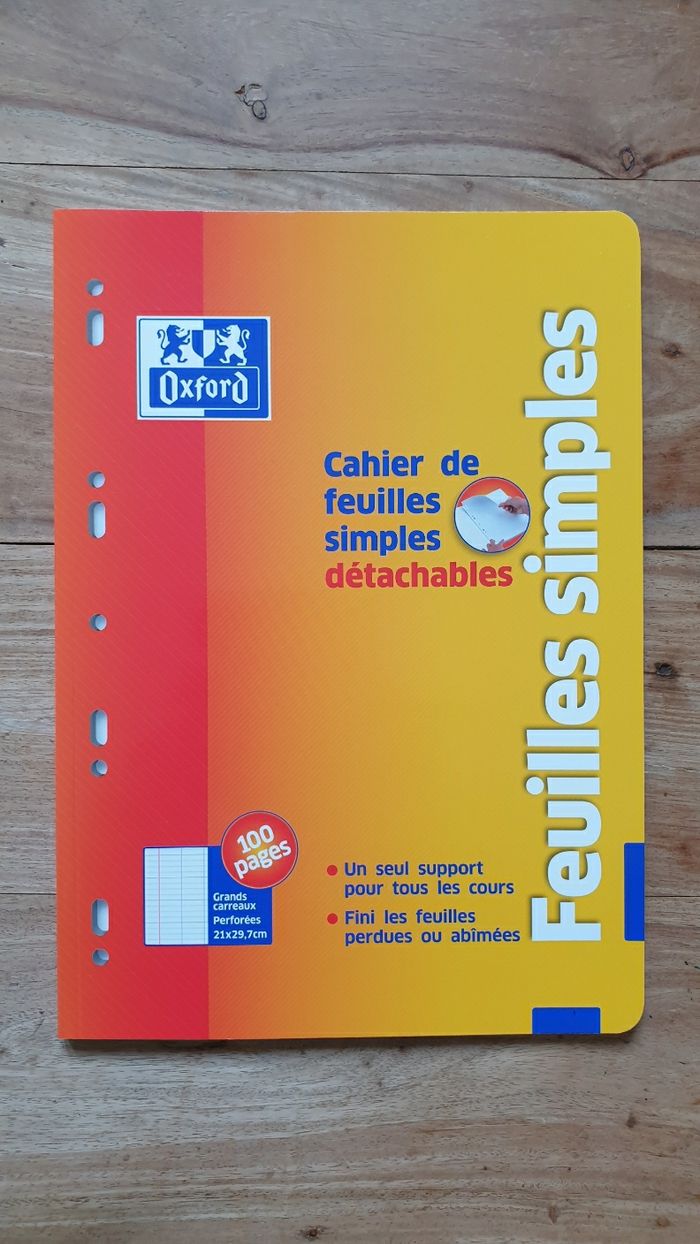 Oxford
Cahier de
feuilles
simples
détachables
Feuilles simples
100
pages
Grands
carreaux
Perforées
21x29,7cm
• Un seul support
pour tous les cours
• Fini les feuilles
perdues ou abîmées